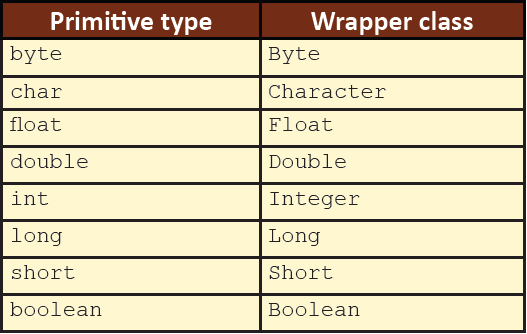 Primitive type Wrapper class
byte Byte
char Character
float Float
double Double
int Integer
long Long
short Short
boolean Boolean